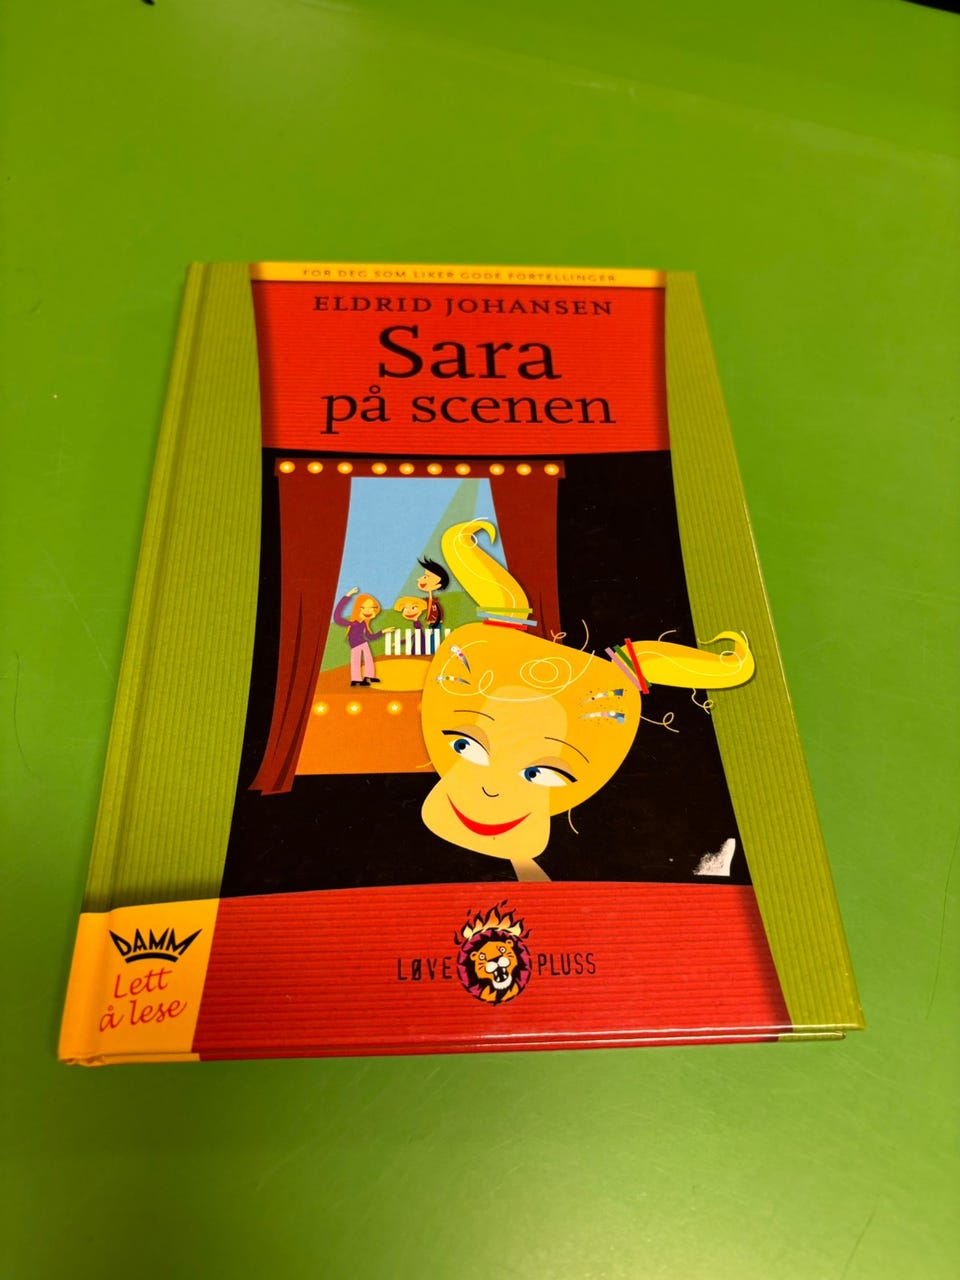 FOR DEG SOM LIKER GODE FORTELLINGER
ELDRID JOHANSEN
Sara
på scenen
DAMM
Lett
å lese
LØVE PLUSS